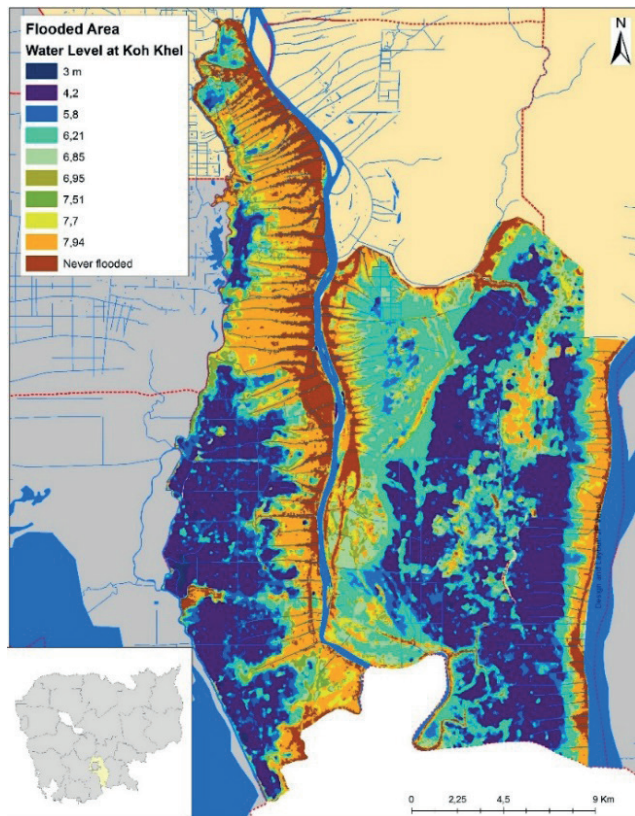 Flooded Area
Water Level at Koh Khel
3 m
4,2
5,8
6,21
6,85
6,95
7,51
7,7
7,94
Never flooded
N
0 2,25 4,5 9 Km